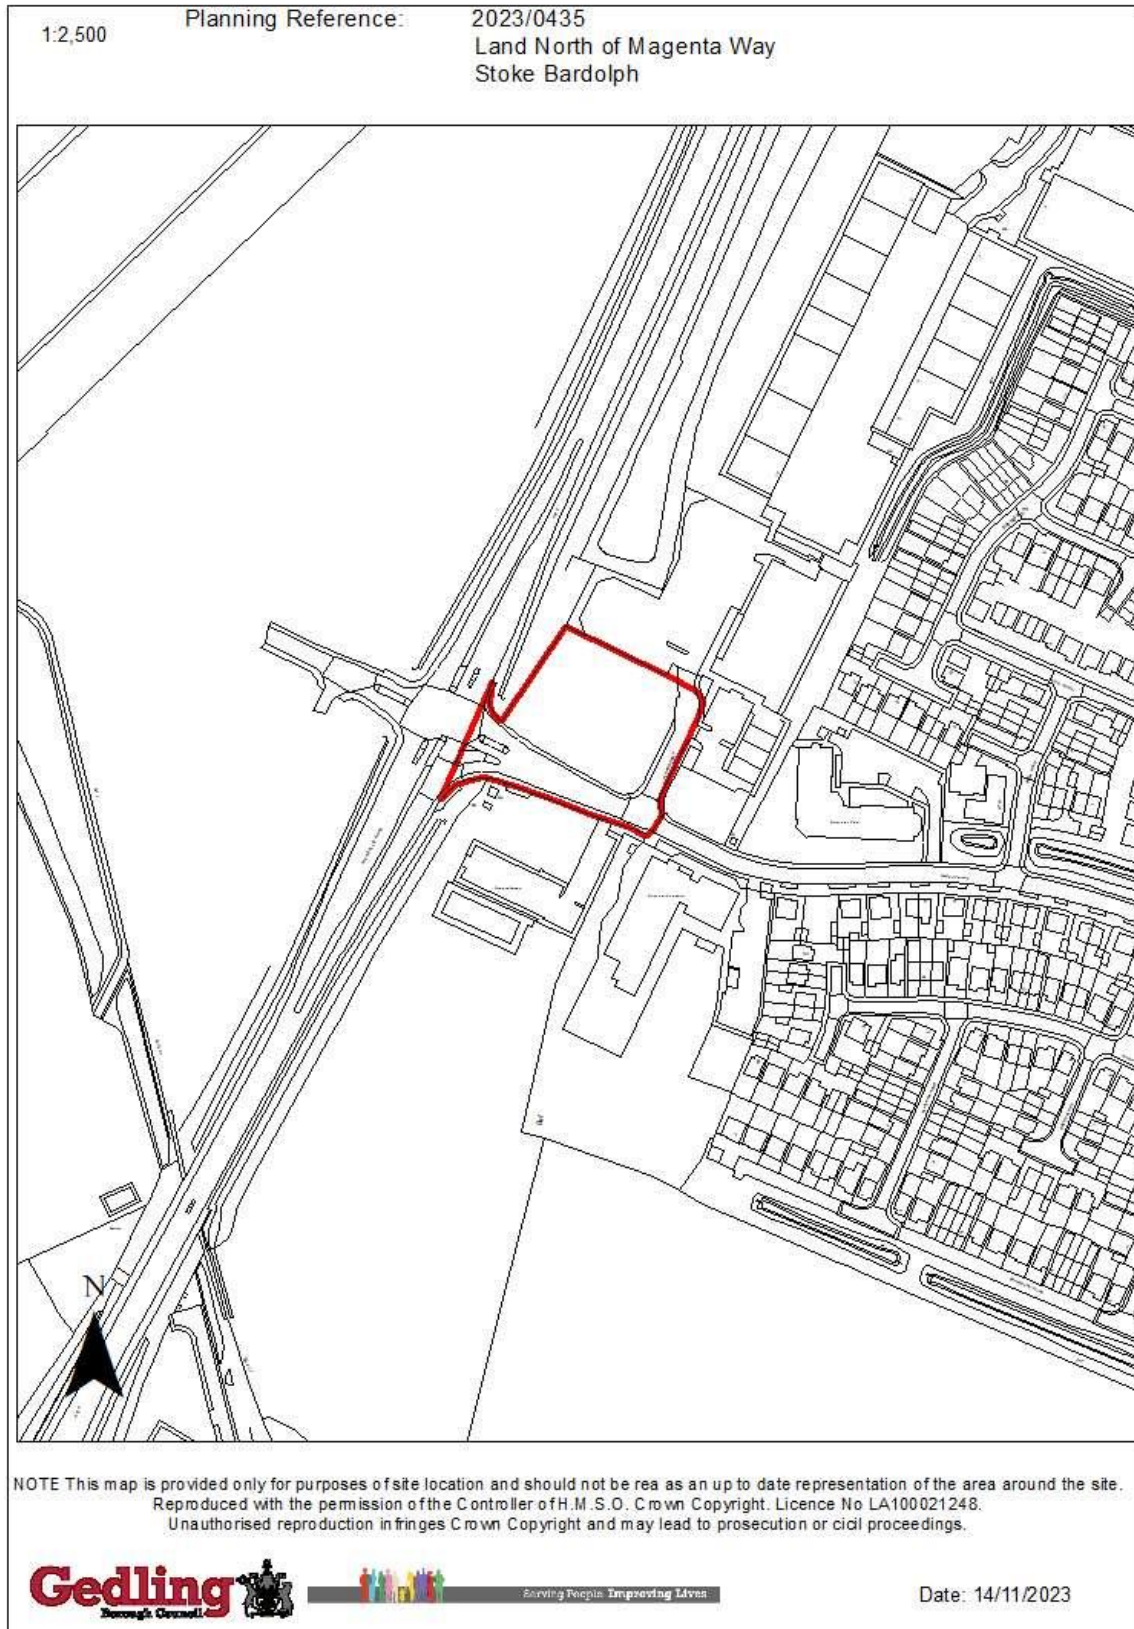 1:2,500
Planning Reference: 2023/0435
Land North of Magenta Way
Stoke Bardolph
N
NOTE This map is provided only for purposes of site location and should not be rea as an up to date representation of the area around the site.
Reproduced with the permission of the Controller of H.M.S.O. Crown Copyright. Licence No LA100021248.
Unauthorised reproduction infringes Crown Copyright and may lead to prosecution or cicil proceedings.
Gedling
Borough Council
Serving People Improving Lives
Date: 14/11/2023